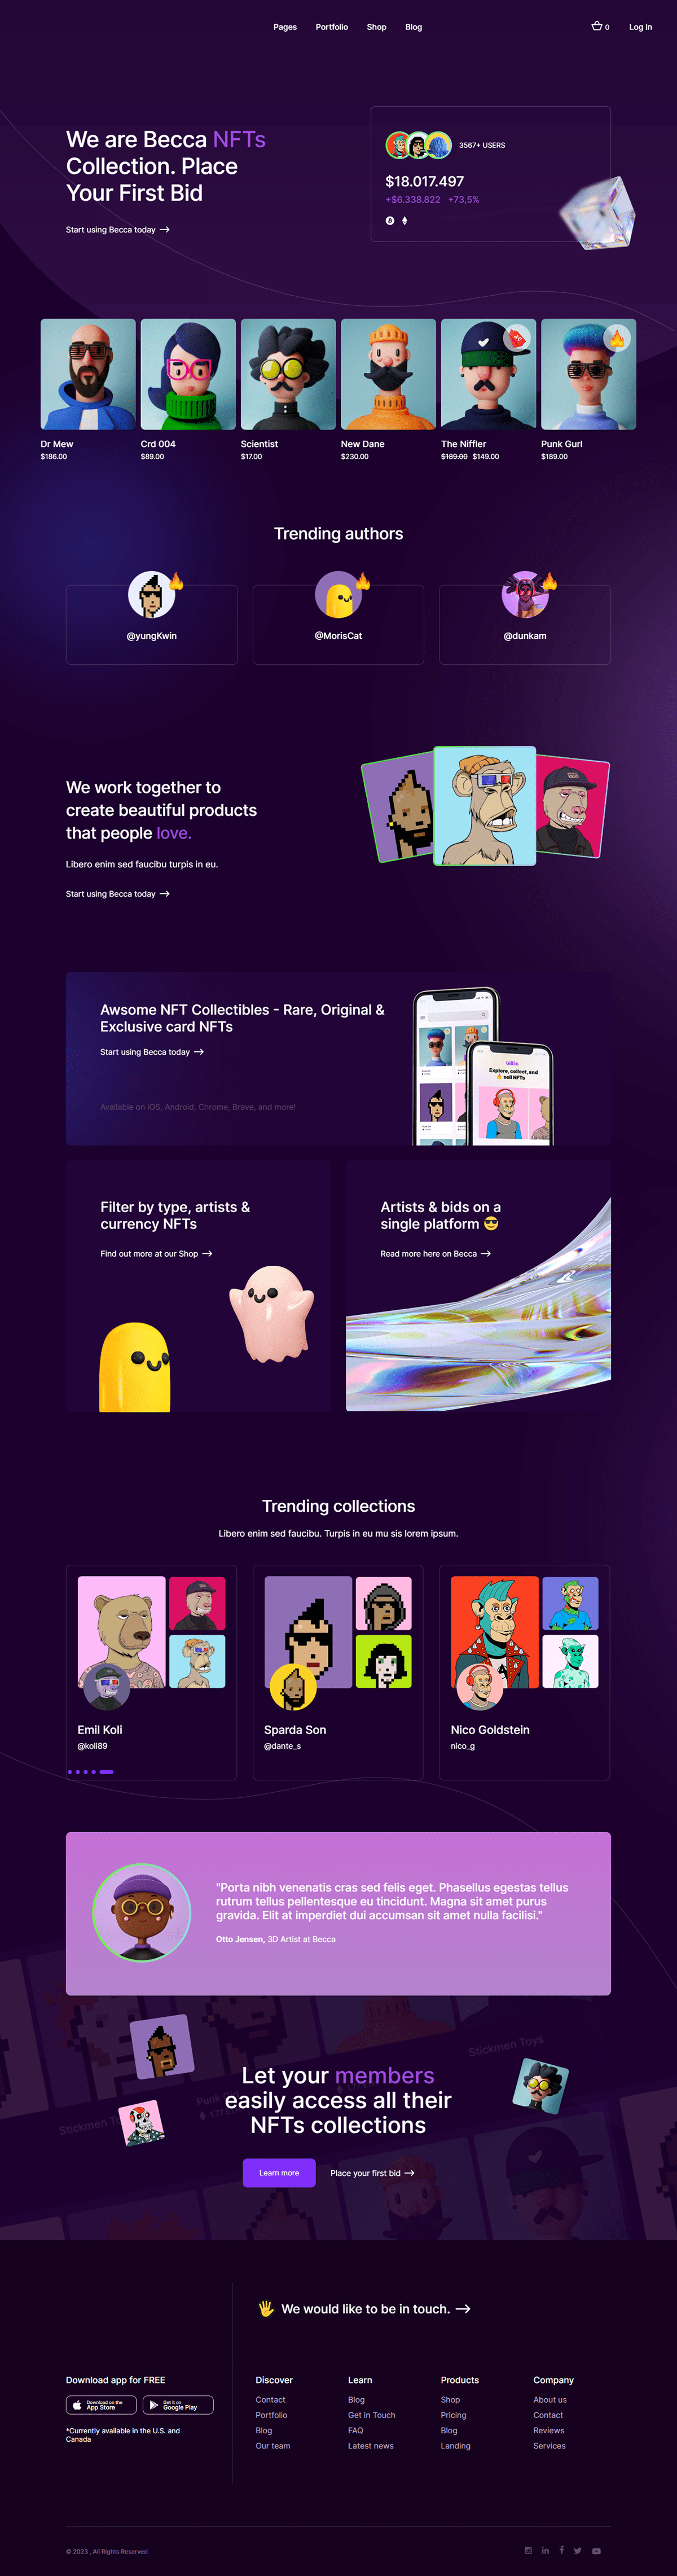 Pages Portfolio Shop Blog 0 Log in
We are Becca NFTs
Collection. Place
Your First Bid
Start using Becca today
3567+ USERS
$18.017.497
+$6.338.822 +73,5%
Dr Mew
$186.00
Crd 004
$89.00
Scientist
$17.00
New Dane
$230.00
The Niffler
$189.00 $149.00
Punk Gurl
$189.00
Trending authors
@yungKwin
@MorisCat
@dunkam
We work together to
create beautiful products
that people love.
Libero enim sed faucibu turpis in eu.
Start using Becca today
Awsome NFT Collectibles - Rare, Original &
Exclusive card NFTs
Start using Becca today
Available on iOS, Android, Chrome, Brave, and more!
Explore, collect, and
sell NFTs
Filter by type, artists &
currency NFTs
Find out more at our Shop
Artists & bids on a
single platform 😎
Read more here on Becca
Trending collections
Libero enim sed faucibu. Turpis in eu mu sis lorem ipsum.
Emil Koli
@koli89
Sparda Son
@dante_s
Nico Goldstein
nico_g
"Porta nibh venenatis cras sed felis eget. Phasellus egestas tellus
rutrum tellus pellentesque eu tincidunt. Magna sit amet purus
gravida. Elit at imperdiet dui accumsan sit amet nulla facilisi."
Otto Jensen, 3D Artist at Becca
Stickmen Toys
Let your members
easily access all their
NFTs collections
Punk
1.77
Stickmen
Learn more
Place your first bid
👋 We would like to be in touch.
Download app for FREE
Download on the
App Store
Get it on
Google Play
*Currently available in the U.S. and
Canada
Discover
Contact
Portfolio
Blog
Our team
Learn
Blog
Get in Touch
FAQ
Latest news
Products
Shop
Pricing
Blog
Landing
Company
About us
Contact
Reviews
Services
© 2023 , All Rights Reserved